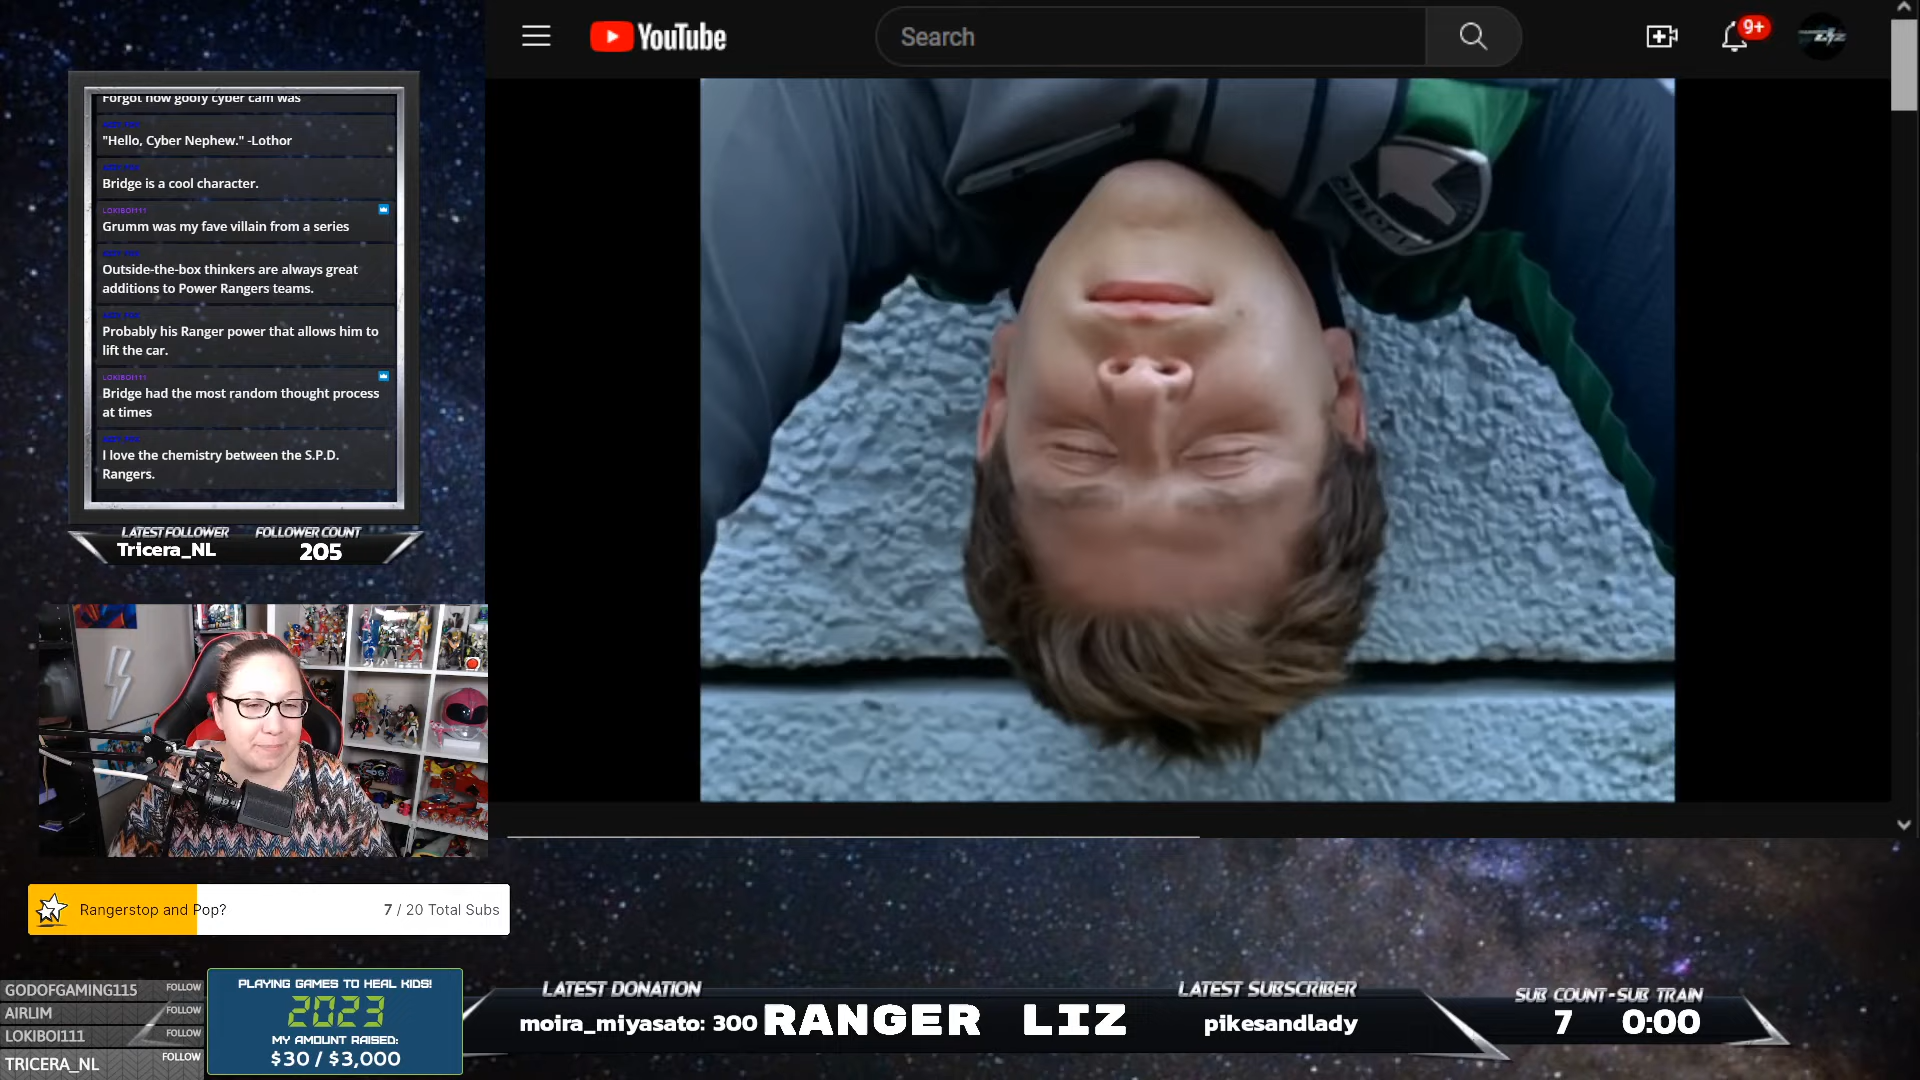 YouTube
Search
9+
Forgot how goofy cyber cam was
"Hello, Cyber Nephew." -Lothor
Bridge is a cool character.
LOKIBOI111
Grumm was my fave villain from a series
Outside-the-box thinkers are always great
additions to Power Rangers teams.
Probably his Ranger power that allows him to
lift the car.
LOKIBOI111
Bridge had the most random thought process
at times
I love the chemistry between the S.P.D.
Rangers.
LATEST FOLLOWER
Tricera_NL
FOLLOWER COUNT
205
Rangerstop and Pop?
7 / 20 Total Subs
GODOFGAMING115 FOLLOW
AIRLIM FOLLOW
LOKIBOI111 FOLLOW
TRICERA_NL FOLLOW
PLAYING GAMES TO HEAL KIDS!
2023
MY AMOUNT RAISED:
$30 / $3,000
LATEST DONATION
moira_miyasato: 300
RANGER LIZ
LATEST SUBSCRIBER
pikesandlady
SUB COUNT-SUB TRAIN
7 0:00